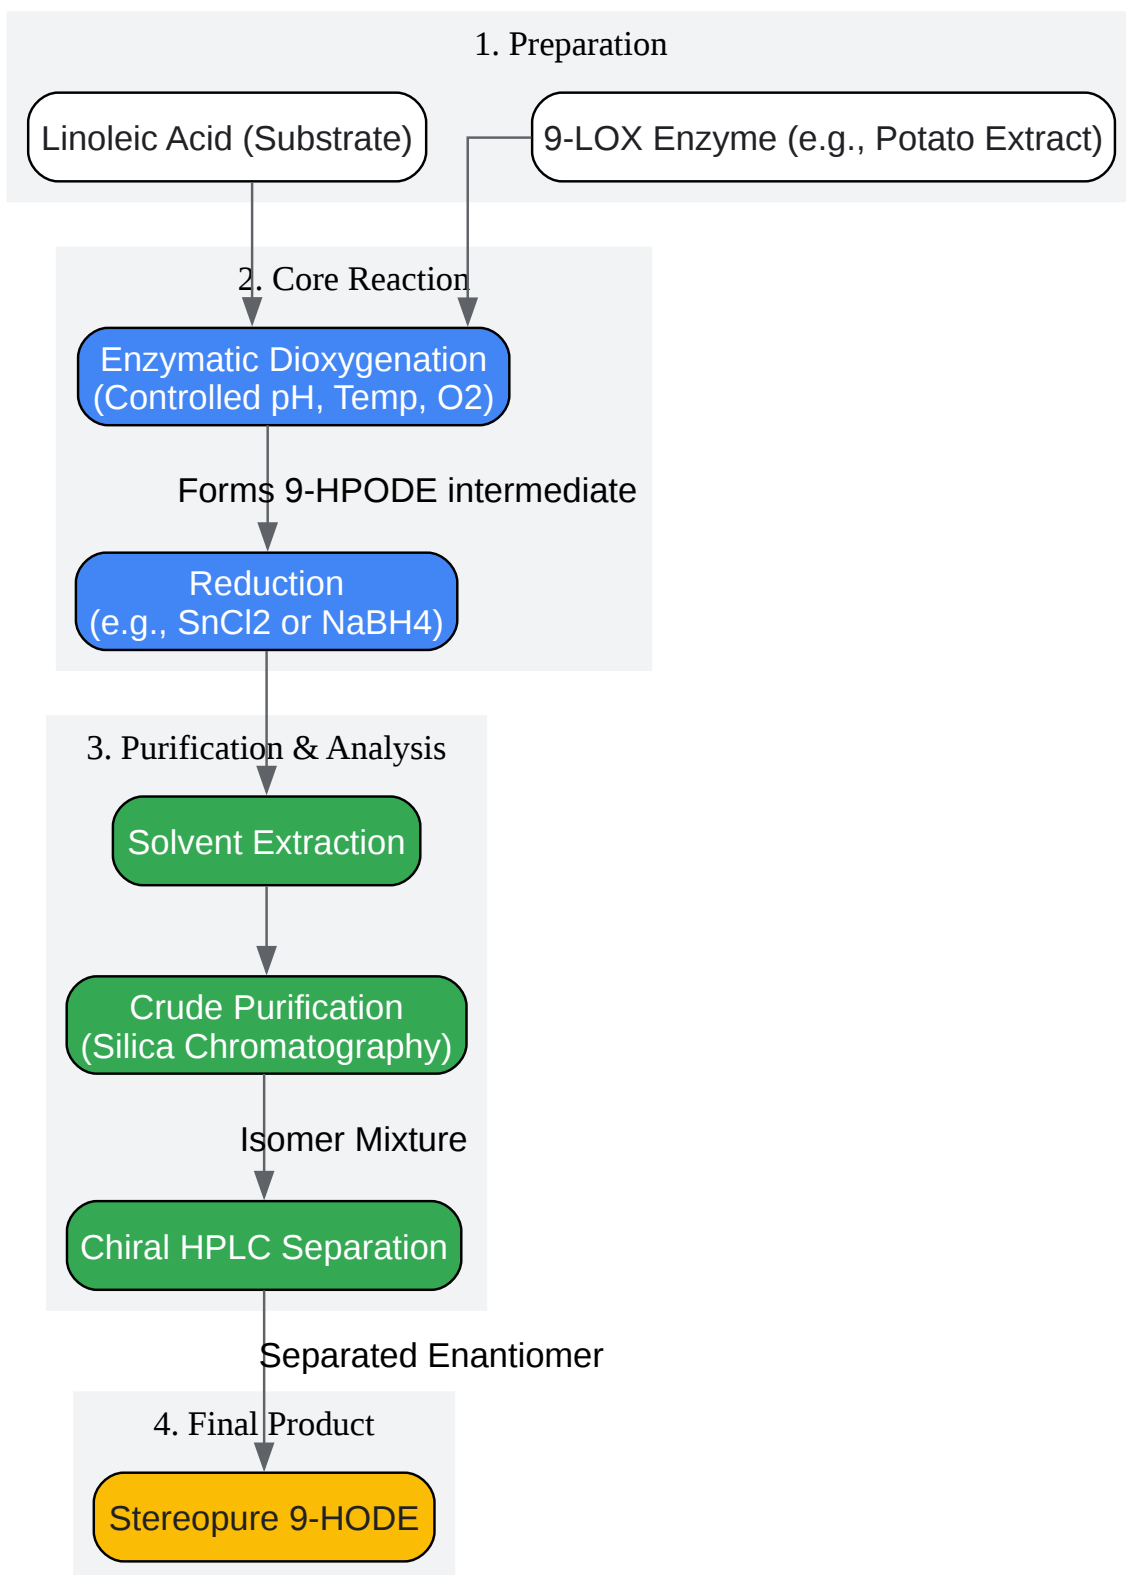 1. Preparation
Linoleic Acid (Substrate)
9-LOX Enzyme (e.g., Potato Extract)
2. Core Reaction
Enzymatic Dioxygenation
(Controlled pH, Temp, O2)
Forms 9-HPODE intermediate
Reduction
(e.g., SnCl2 or NaBH4)
3. Purification & Analysis
Solvent Extraction
Crude Purification
(Silica Chromatography)
Isomer Mixture
Chiral HPLC Separation
Separated Enantiomer
4. Final Product
Stereopure 9-HODE